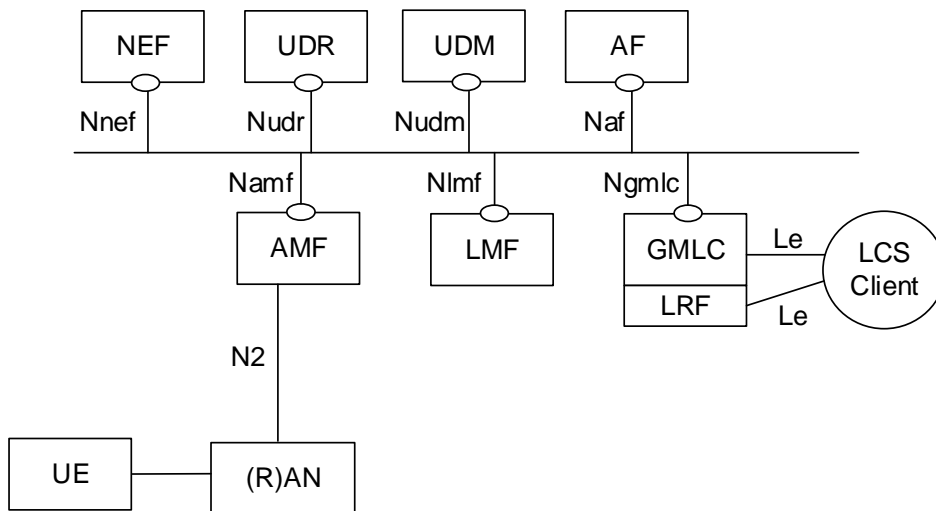 NEF
UDR
UDM
AF
Nnef
Nudr
Nudm
Naf
Namf
Nlmf
Ngmlc
AMF
LMF
GMLC
Le
LCS
Client
LRF
Le
N2
UE
(R)AN